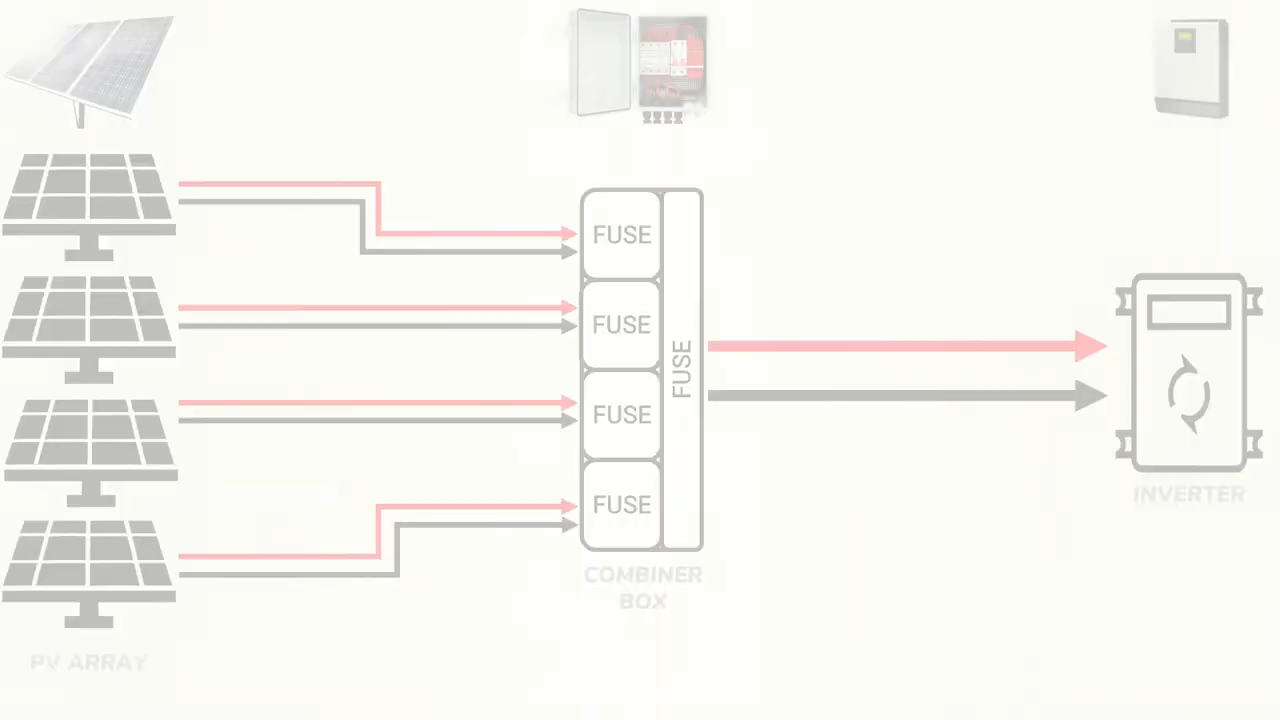 FUSE
FUSE
FUSE
FUSE
FUSE
INVERTER
COMBINER
BOX
PV ARRAY